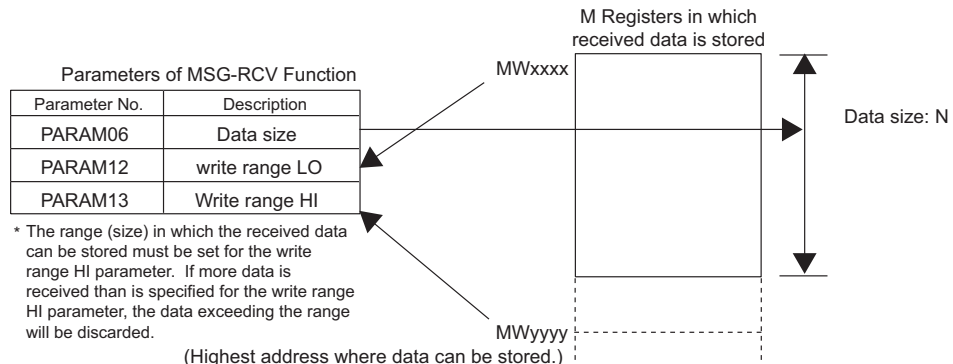 M Registers in which
received data is stored
MWxxxx
Parameters of MSG-RCV Function
Parameter No. Description
PARAM06 Data size
PARAM12 write range LO
PARAM13 Write range HI
Data size: N
* The range (size) in which the received data
can be stored must be set for the write
range HI parameter. If more data is
received than is specified for the write range
HI parameter, the data exceeding the range
will be discarded.
MWyyyy
(Highest address where data can be stored.)